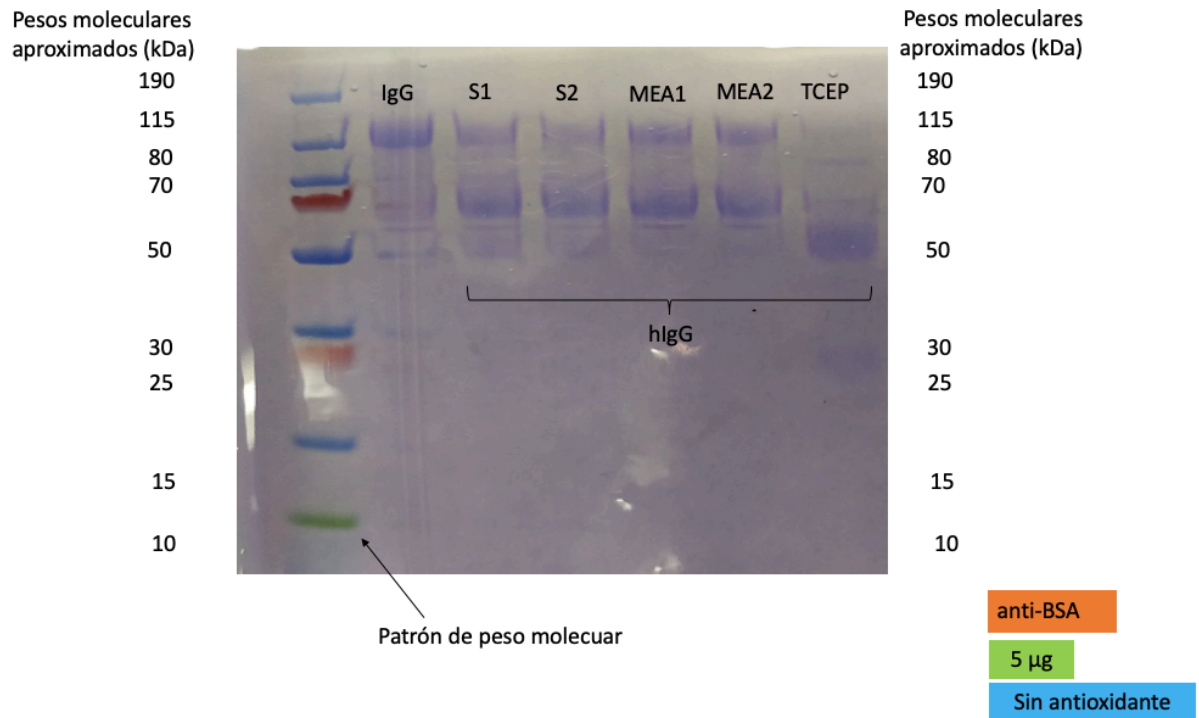 Pesos moleculares
aproximados (kDa)
190
115
80
70
50
30
25
15
10
IgG S1 S2 MEA1 MEA2 TCEP
hIgG
Patrón de peso molecuar
Pesos moleculares
aproximados (kDa)
190
115
80
70
50
30
25
15
10
anti-BSA
5 µg
Sin antioxidante